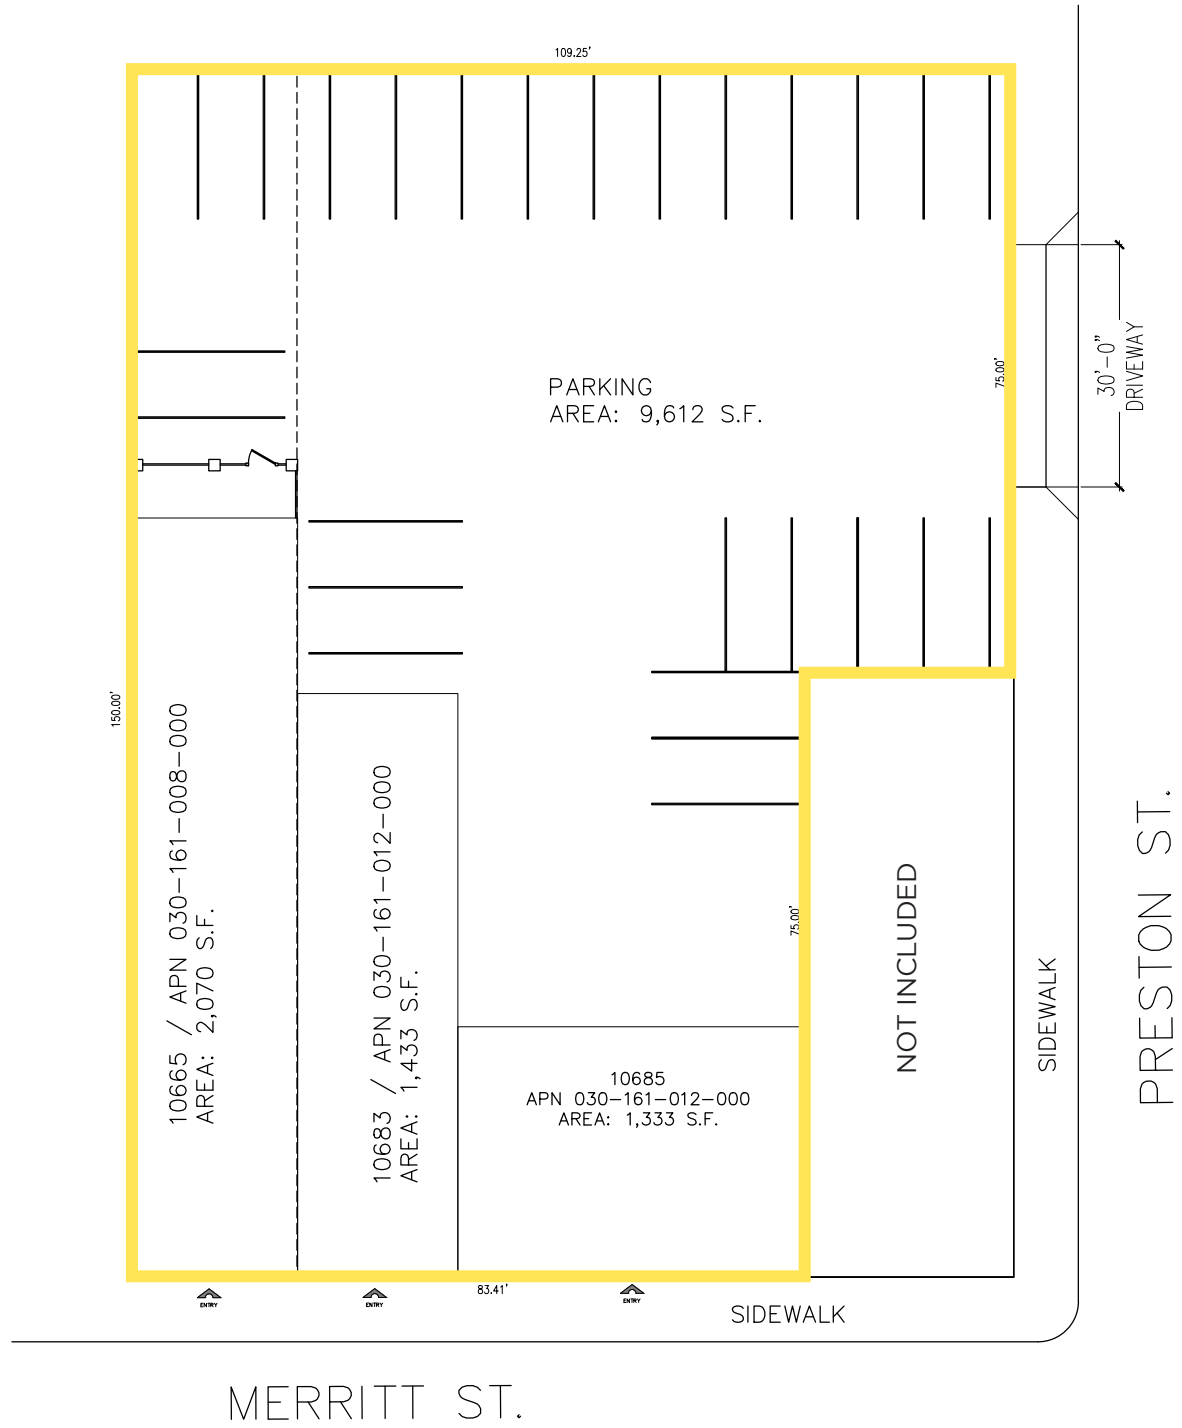 109.25'
PARKING
AREA: 9,612 S.F.
75.00'
30'-0"
DRIVEWAY
150.00'
10665 / APN 030-161-008-000
AREA: 2,070 S.F.
10683 / APN 030-161-012-000
AREA: 1,433 S.F.
10685
APN 030-161-012-000
AREA: 1,333 S.F.
75.00'
NOT INCLUDED
SIDEWALK
PRESTON ST.
ENTRY
ENTRY
83.41'
ENTRY
SIDEWALK
MERRITT ST.